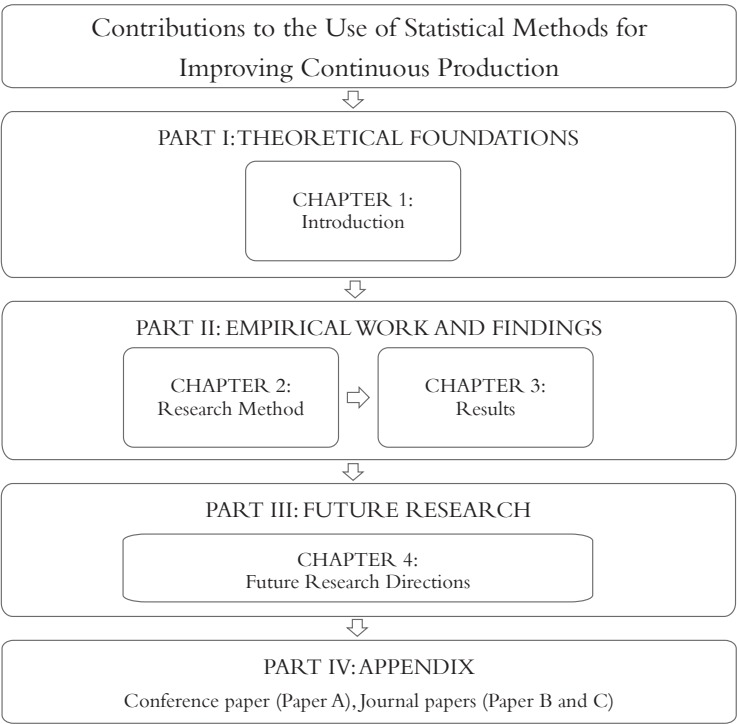 Contributions to the Use of Statistical Methods for
Improving Continuous Production
PART I: THEORETICAL FOUNDATIONS
CHAPTER 1:
Introduction
PART II: EMPIRICAL WORK AND FINDINGS
CHAPTER 2:
Research Method
CHAPTER 3:
Results
PART III: FUTURE RESEARCH
CHAPTER 4:
Future Research Directions
PART IV: APPENDIX
Conference paper (Paper A), Journal papers (Paper B and C)